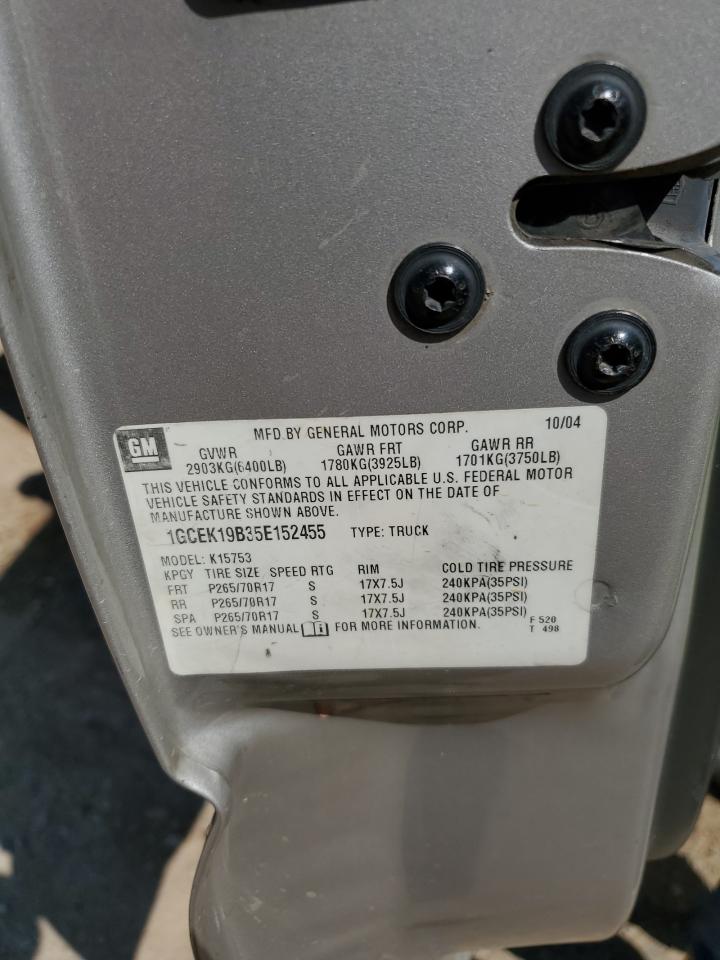 GM
MFD.BY GENERAL MOTORS CORP. 10/04
GVWR GAWR FRT GAWR RR
2903KG(6400LB) 1780KG(3925LB) 1701KG(3750LB)
THIS VEHICLE CONFORMS TO ALL APPLICABLE U.S. FEDERAL MOTOR
VEHICLE SAFETY STANDARDS IN EFFECT ON THE DATE OF
MANUFACTURE SHOWN ABOVE.
1GCEK19B35E152455 TYPE: TRUCK
MODEL: K15753
KPGY TIRE SIZE SPEED RTG RIM COLD TIRE PRESSURE
FRT P265/70R17 S 17X7.5J 240KPA(35PSI)
RR P265/70R17 S 17X7.5J 240KPA(35PSI)
SPA P265/70R17 S 17X7.5J 240KPA(35PSI)
SEE OWNER'S MANUAL FOR MORE INFORMATION. F 520
T 498